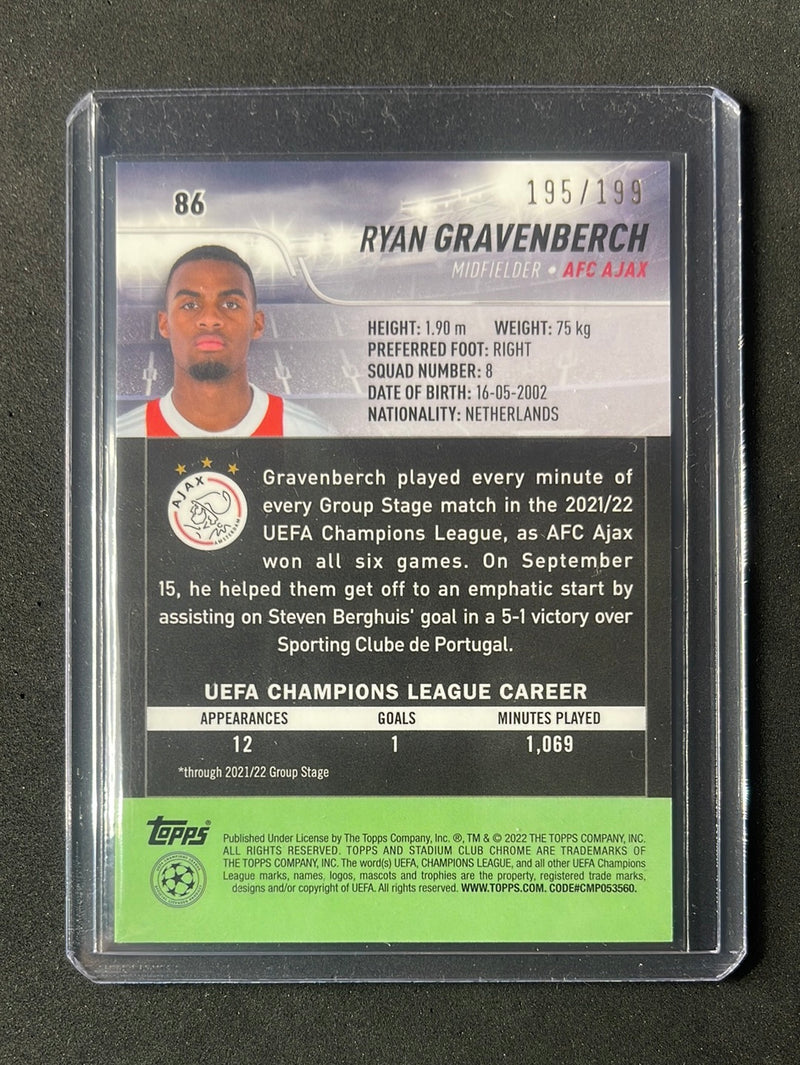 86
195/199
RYAN GRAVENBERCH
MIDFIELDER • AFC AJAX
HEIGHT: 1.90 m WEIGHT: 75 kg
PREFERRED FOOT: RIGHT
SQUAD NUMBER: 8
DATE OF BIRTH: 16-05-2002
NATIONALITY: NETHERLANDS
AJAX
AMSTERDAM
Gravenberch played every minute of
every Group Stage match in the 2021/22
UEFA Champions League, as AFC Ajax
won all six games. On September
15, he helped them get off to an emphatic start by
assisting on Steven Berghuis' goal in a 5-1 victory over
Sporting Clube de Portugal.
UEFA CHAMPIONS LEAGUE CAREER
APPEARANCES GOALS MINUTES PLAYED
12 1 1,069
*through 2021/22 Group Stage
Topps®
Published Under License by The Topps Company, Inc. ®, TM & © 2022 THE TOPPS COMPANY, INC.
ALL RIGHTS RESERVED. TOPPS AND STADIUM CLUB CHROME ARE TRADEMARKS OF
THE TOPPS COMPANY, INC. The word(s) UEFA, CHAMPIONS LEAGUE, and all other UEFA Champions
League marks, names, logos, mascots and trophies are the property, registered trade marks,
designs and/or copyright of UEFA. All rights reserved. WWW.TOPPS.COM. CODE#CMP053560.